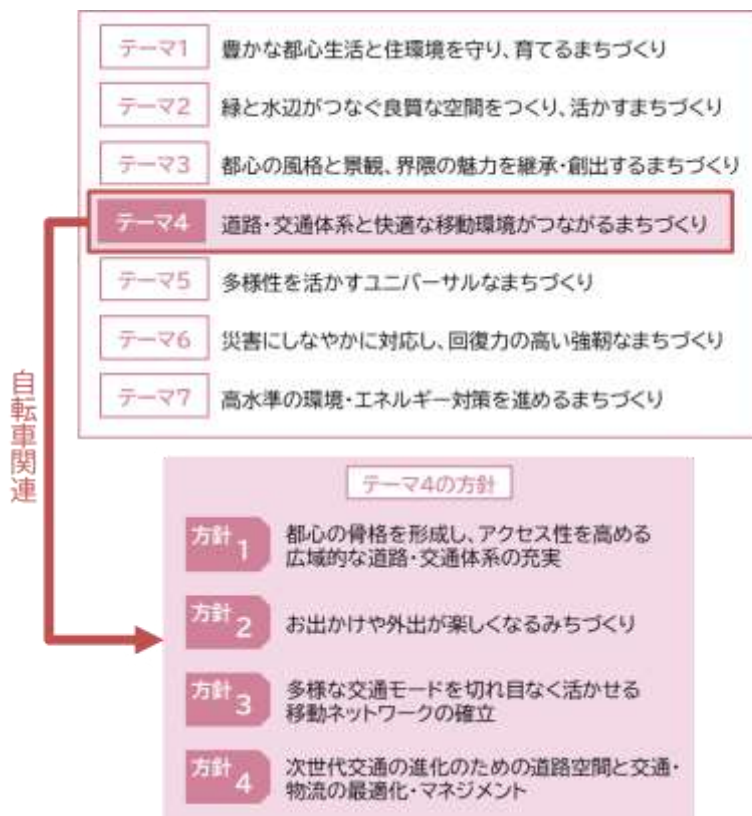 テーマ1 豊かな都心生活と住環境を守り、育てるまちづくり
テーマ2 緑と水辺がつなぐ良質な空間をつくり、活かすまちづくり
テーマ3 都心の風格と景観、界隈の魅力を継承・創出するまちづくり
テーマ4 道路・交通体系と快適な移動環境がつながるまちづくり
テーマ5 多様性を活かすユニバーサルなまちづくり
テーマ6 災害にしなやかに対応し、回復力の高い強靭なまちづくり
テーマ7 高水準の環境・エネルギー対策を進めるまちづくり
自転車関連
テーマ4の方針
方針1 都心の骨格を形成し、アクセス性を高める
広域的な道路・交通体系の充実
方針2 お出かけや外出が楽しくなるみちづくり
方針3 多様な交通モードを切れ目なく活かせる
移動ネットワークの確立
方針4 次世代交通の進化のための道路空間と交通・
物流の最適化・マネジメント